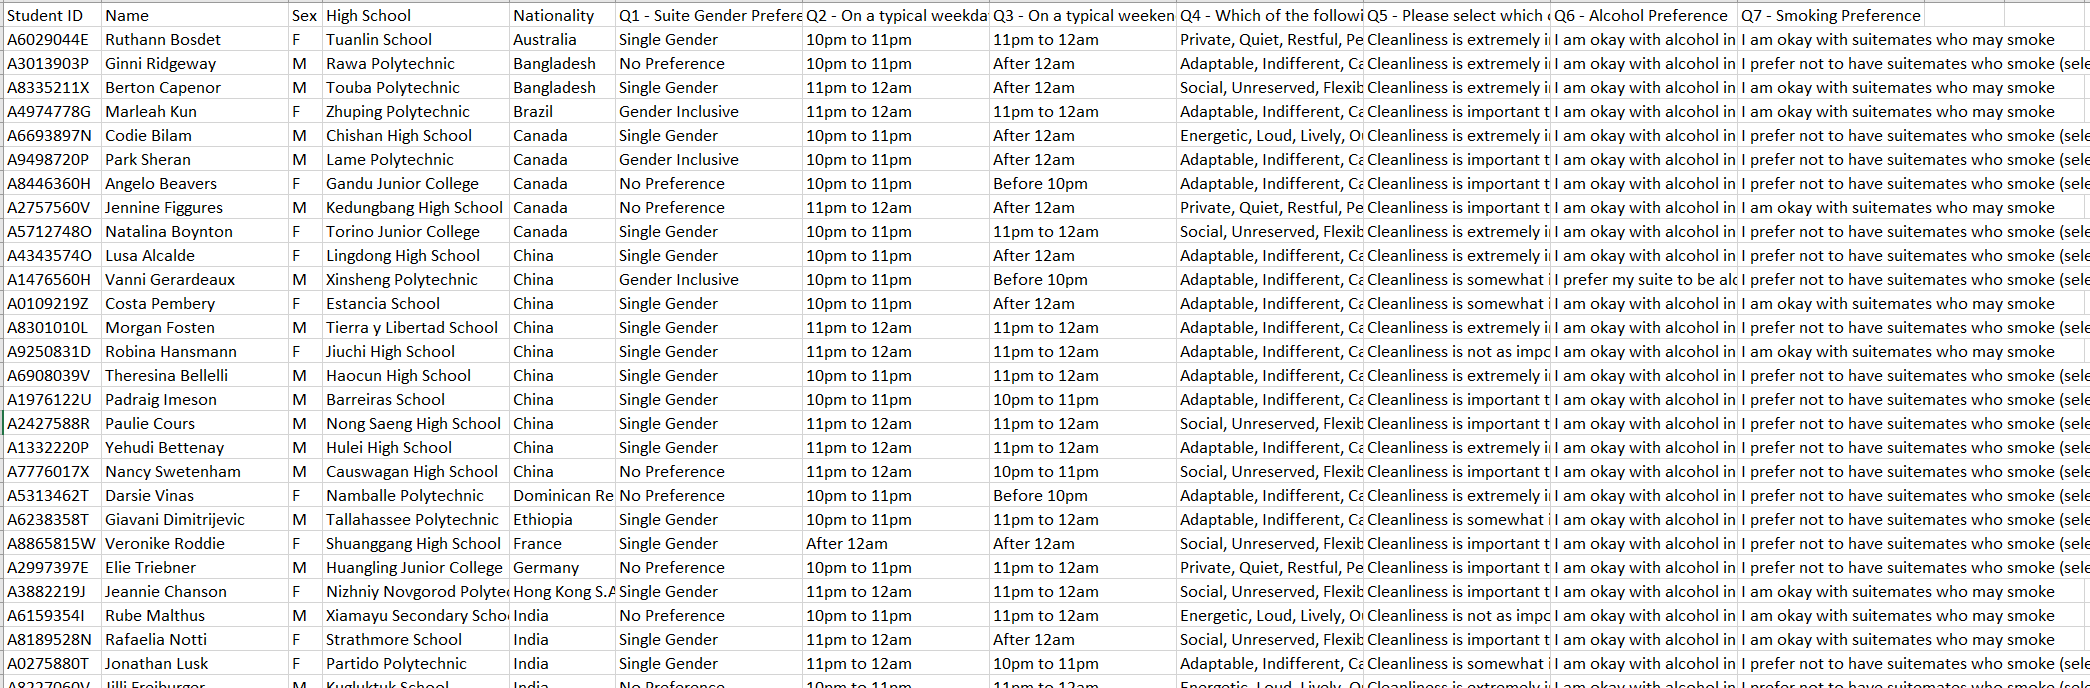 Student ID Name Sex High School Nationality Q1 - Suite Gender Prefere Q2 - On a typical weekda Q3 - On a typical weeken Q4 - Which of the followi Q5 - Please select which Q6 - Alcohol Preference Q7 - Smoking Preference
A6029044E Ruthann Bosdet F Tuanlin School Australia Single Gender 10pm to 11pm 11pm to 12am Private, Quiet, Restful, Pe Cleanliness is extremely i I am okay with alcohol in I am okay with suitemates who may smoke
A3013903P Ginni Ridgeway M Rawa Polytechnic Bangladesh No Preference 10pm to 11pm After 12am Adaptable, Indifferent, Ca Cleanliness is extremely i I am okay with alcohol in I prefer not to have suitemates who smoke (sele
A8335211X Berton Capenor M Touba Polytechnic Bangladesh Single Gender 11pm to 12am After 12am Social, Unreserved, Flexib Cleanliness is extremely i I am okay with alcohol in I am okay with suitemates who may smoke
A4974778G Marleah Kun F Zhuping Polytechnic Brazil Gender Inclusive 11pm to 12am 11pm to 12am Adaptable, Indifferent, Ca Cleanliness is important t I am okay with alcohol in I prefer not to have suitemates who smoke (sele
A6693897N Codie Bilam M Chishan High School Canada Single Gender 10pm to 11pm After 12am Energetic, Loud, Lively, O Cleanliness is extremely i I am okay with alcohol in I prefer not to have suitemates who smoke (sele
A9498720P Park Sheran M Lame Polytechnic Canada Gender Inclusive 10pm to 11pm After 12am Adaptable, Indifferent, Ca Cleanliness is important t I am okay with alcohol in I prefer not to have suitemates who smoke (sele
A8446360H Angelo Beavers F Gandu Junior College Canada No Preference 10pm to 11pm Before 10pm Adaptable, Indifferent, Ca Cleanliness is important t I am okay with alcohol in I prefer not to have suitemates who smoke (sele
A2757560V Jennine Figgures M Kedungbang High School Canada No Preference 11pm to 12am After 12am Private, Quiet, Restful, Pe Cleanliness is important t I am okay with alcohol in I am okay with suitemates who may smoke
A5712748O Natalina Boynton F Torino Junior College Canada Single Gender 10pm to 11pm 11pm to 12am Social, Unreserved, Flexib Cleanliness is extremely i I am okay with alcohol in I prefer not to have suitemates who smoke (sele
A4343574O Lusa Alcalde F Lingdong High School China Single Gender 10pm to 11pm After 12am Adaptable, Indifferent, Ca Cleanliness is extremely i I am okay with alcohol in I prefer not to have suitemates who smoke (sele
A1476560H Vanni Gerardeaux M Xinsheng Polytechnic China Gender Inclusive 10pm to 11pm Before 10pm Adaptable, Indifferent, Ca Cleanliness is somewhat i I prefer my suite to be alc I prefer not to have suitemates who smoke (sele
A0109219Z Costa Pembery F Estancia School China Single Gender 10pm to 11pm After 12am Adaptable, Indifferent, Ca Cleanliness is somewhat i I am okay with alcohol in I am okay with suitemates who may smoke
A8301010L Morgan Fosten M Tierra y Libertad School China Single Gender 11pm to 12am 11pm to 12am Adaptable, Indifferent, Ca Cleanliness is extremely i I am okay with alcohol in I prefer not to have suitemates who smoke (sele
A9250831D Robina Hansmann F Jiuchi High School China Single Gender 11pm to 12am 11pm to 12am Adaptable, Indifferent, Ca Cleanliness is not as impo I am okay with alcohol in I am okay with suitemates who may smoke
A6908039V Theresina Bellelli M Haocun High School China Single Gender 10pm to 11pm 11pm to 12am Adaptable, Indifferent, Ca Cleanliness is extremely i I am okay with alcohol in I prefer not to have suitemates who smoke (sele
A1976122U Padraig Imeson M Barreiras School China Single Gender 10pm to 11pm 10pm to 11pm Adaptable, Indifferent, Ca Cleanliness is important t I am okay with alcohol in I prefer not to have suitemates who smoke (sele
A2427588R Paulie Cours M Nong Saeng High School China Single Gender 11pm to 12am 11pm to 12am Social, Unreserved, Flexib Cleanliness is important t I am okay with alcohol in I prefer not to have suitemates who smoke (sele
A1332220P Yehudi Bettenay M Hulei High School China Single Gender 11pm to 12am 11pm to 12am Adaptable, Indifferent, Ca Cleanliness is extremely i I am okay with alcohol in I prefer not to have suitemates who smoke (sele
A7776017X Nancy Swetenham M Causwagan High School China No Preference 11pm to 12am 10pm to 11pm Social, Unreserved, Flexib Cleanliness is important t I am okay with alcohol in I prefer not to have suitemates who smoke (sele
A5313462T Darsie Vinas F Namballe Polytechnic Dominican Re No Preference 10pm to 11pm Before 10pm Adaptable, Indifferent, Ca Cleanliness is extremely i I am okay with alcohol in I prefer not to have suitemates who smoke (sele
A6238358T Giavani Dimitrijevic M Tallahassee Polytechnic Ethiopia Single Gender 10pm to 11pm 11pm to 12am Adaptable, Indifferent, Ca Cleanliness is somewhat i I am okay with alcohol in I prefer not to have suitemates who smoke (sele
A8865815W Veronike Roddie F Shuanggang High School France Single Gender After 12am After 12am Social, Unreserved, Flexib Cleanliness is important t I am okay with alcohol in I prefer not to have suitemates who smoke (sele
A2997397E Elie Triebner M Huangling Junior College Germany No Preference 10pm to 11pm 11pm to 12am Private, Quiet, Restful, Pe Cleanliness is important t I am okay with alcohol in I prefer not to have suitemates who smoke (sele
A3882219J Jeannie Chanson F Nizhniy Novgorod Polytec Hong Kong S.A Single Gender 11pm to 12am 11pm to 12am Social, Unreserved, Flexib Cleanliness is important t I am okay with alcohol in I am okay with suitemates who may smoke
A6159354I Rube Malthus M Xiamayu Secondary Scho India No Preference 10pm to 11pm 11pm to 12am Energetic, Loud, Lively, O Cleanliness is not as impo I am okay with alcohol in I am okay with suitemates who may smoke
A8189528N Rafaelia Notti F Strathmore School India Single Gender 11pm to 12am After 12am Social, Unreserved, Flexib Cleanliness is important t I am okay with alcohol in I am okay with suitemates who may smoke
A0275880T Jonathan Lusk F Partido Polytechnic India Single Gender 11pm to 12am 10pm to 11pm Adaptable, Indifferent, Ca Cleanliness is somewhat i I am okay with alcohol in I prefer not to have suitemates who smoke (sele